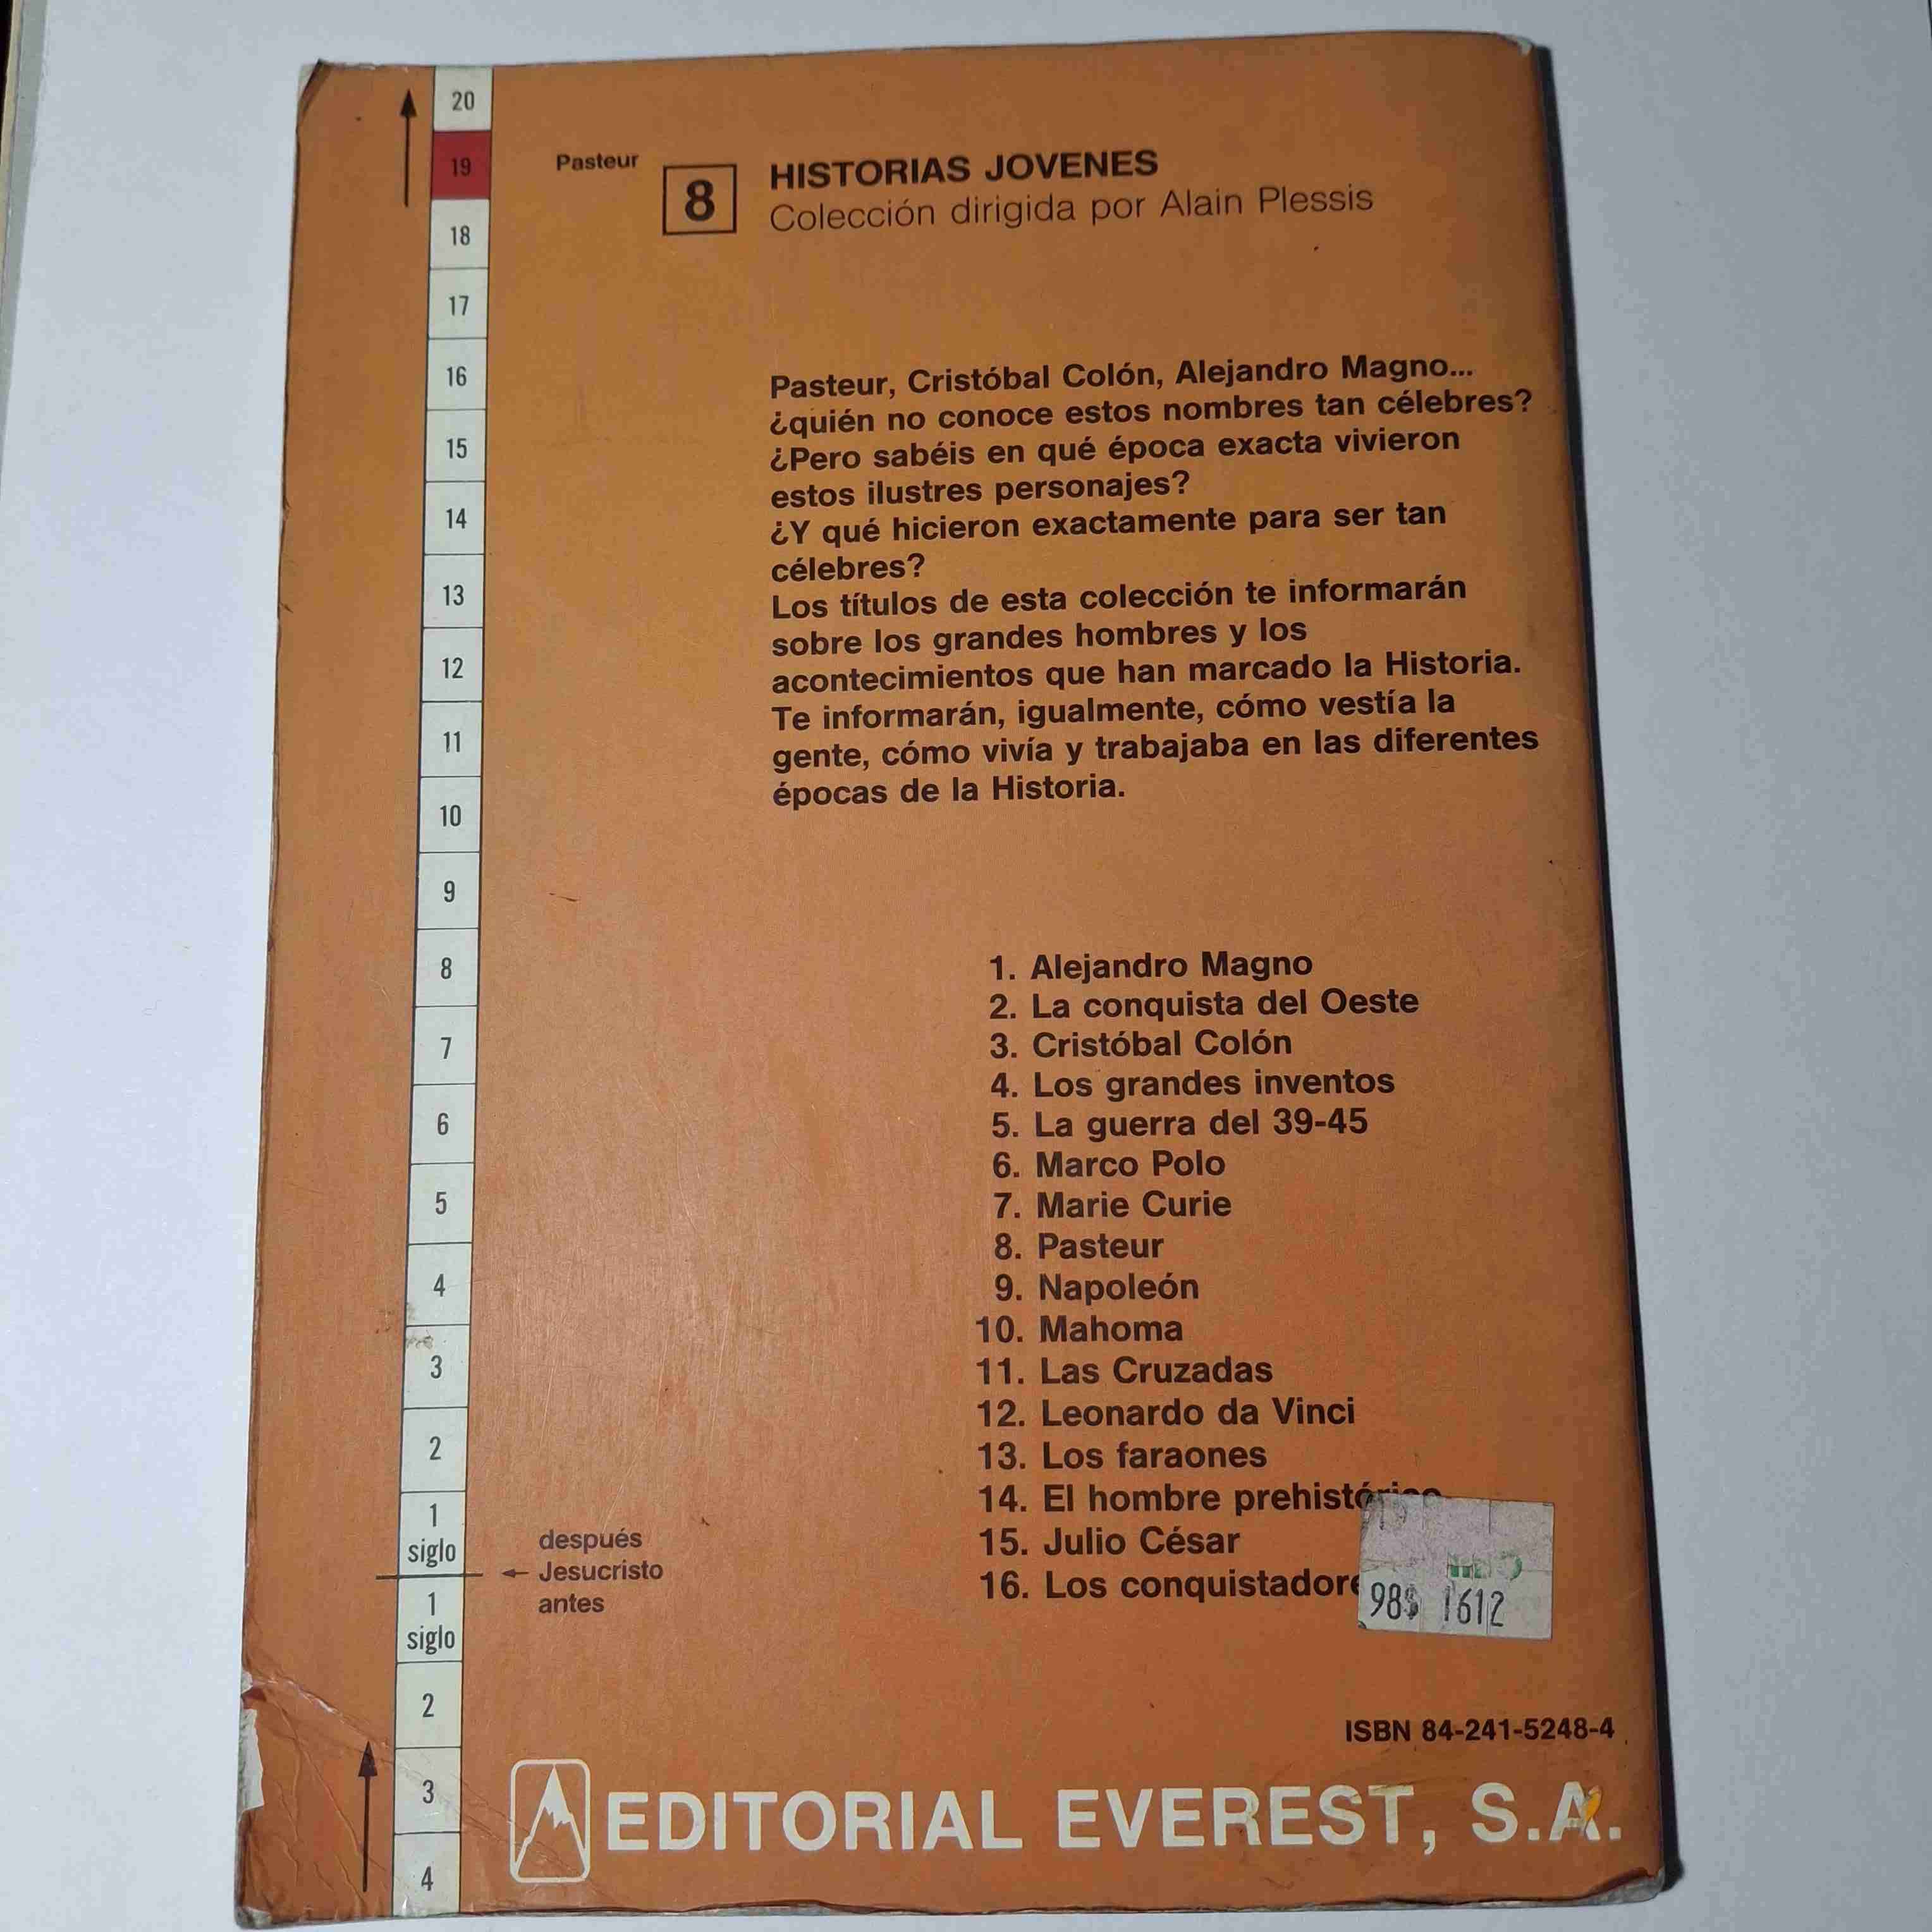 20
19
18
17
16
15
14
13
12
11
10
9
8
7
6
5
4
3
2
1
siglo
1
siglo
2
3
4
después
← Jesucristo
antes
Pasteur
8
HISTORIAS JOVENES
Colección dirigida por Alain Plessis
Pasteur, Cristóbal Colón, Alejandro Magno...
¿quién no conoce estos nombres tan célebres?
¿Pero sabéis en qué época exacta vivieron
estos ilustres personajes?
¿Y qué hicieron exactamente para ser tan
célebres?
Los títulos de esta colección te informarán
sobre los grandes hombres y los
acontecimientos que han marcado la Historia.
Te informarán, igualmente, cómo vestía la
gente, cómo vivía y trabajaba en las diferentes
épocas de la Historia.
1. Alejandro Magno
2. La conquista del Oeste
3. Cristóbal Colón
4. Los grandes inventos
5. La guerra del 39-45
6. Marco Polo
7. Marie Curie
8. Pasteur
9. Napoleón
10. Mahoma
11. Las Cruzadas
12. Leonardo da Vinci
13. Los faraones
14. El hombre prehistórico
15. Julio César
16. Los conquistadore
98$ 1612
ISBN 84-241-5248-4
EDITORIAL EVEREST, S.A.